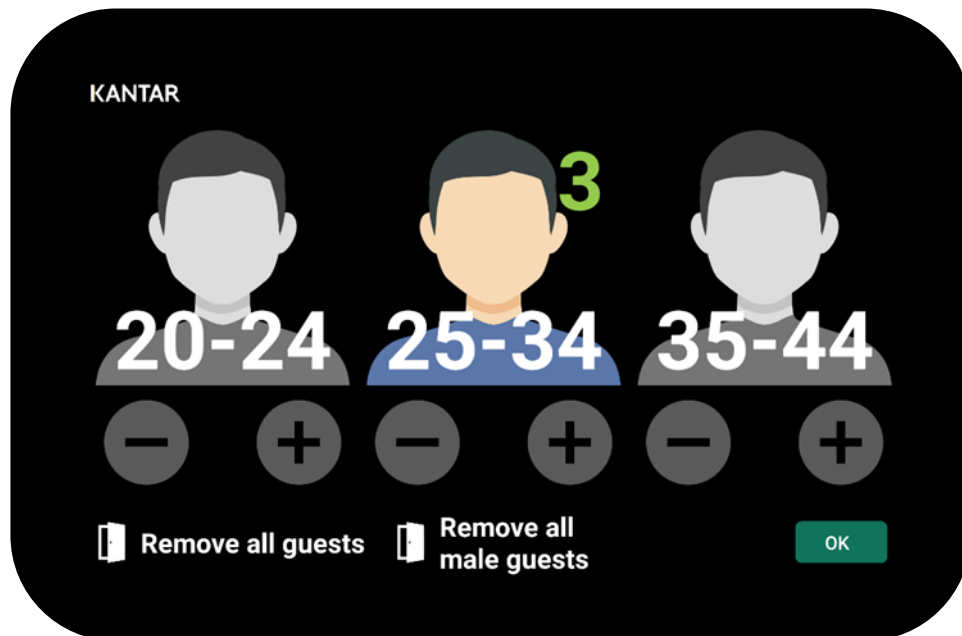 KANTAR
3
20-24 25-34 35-44
Remove all guests
Remove all
male guests
OK